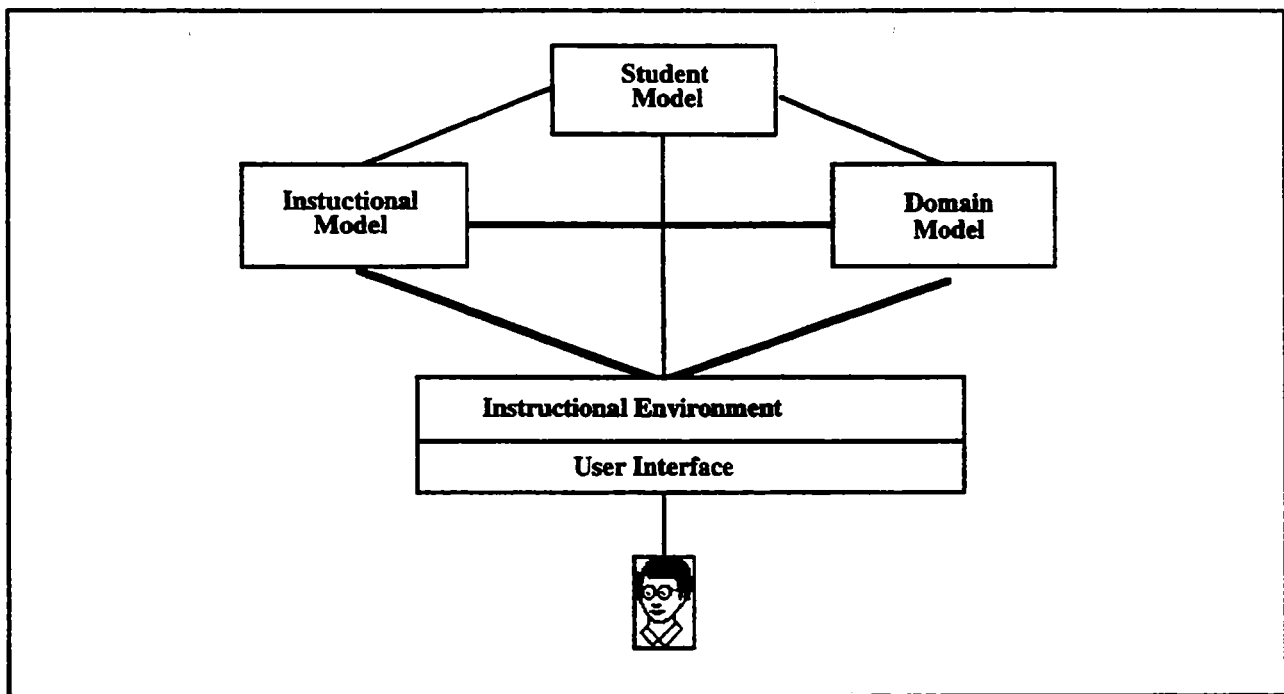 Student
Model
Instuctional
Model
Domain
Model
Instructional Environment
User Interface